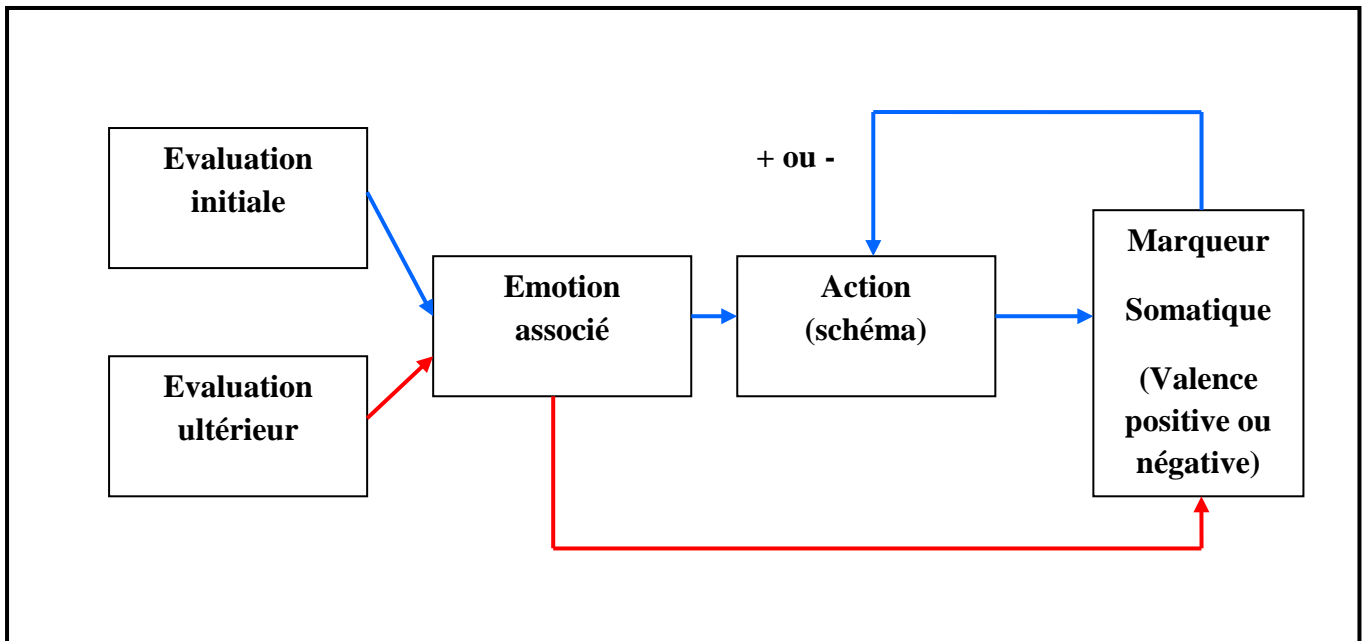 Evaluation
initiale
Evaluation
ultérieur
Emotion
associé
+ ou -
Action
(schéma)
Marqueur
Somatique
(Valence
positive ou
négative)